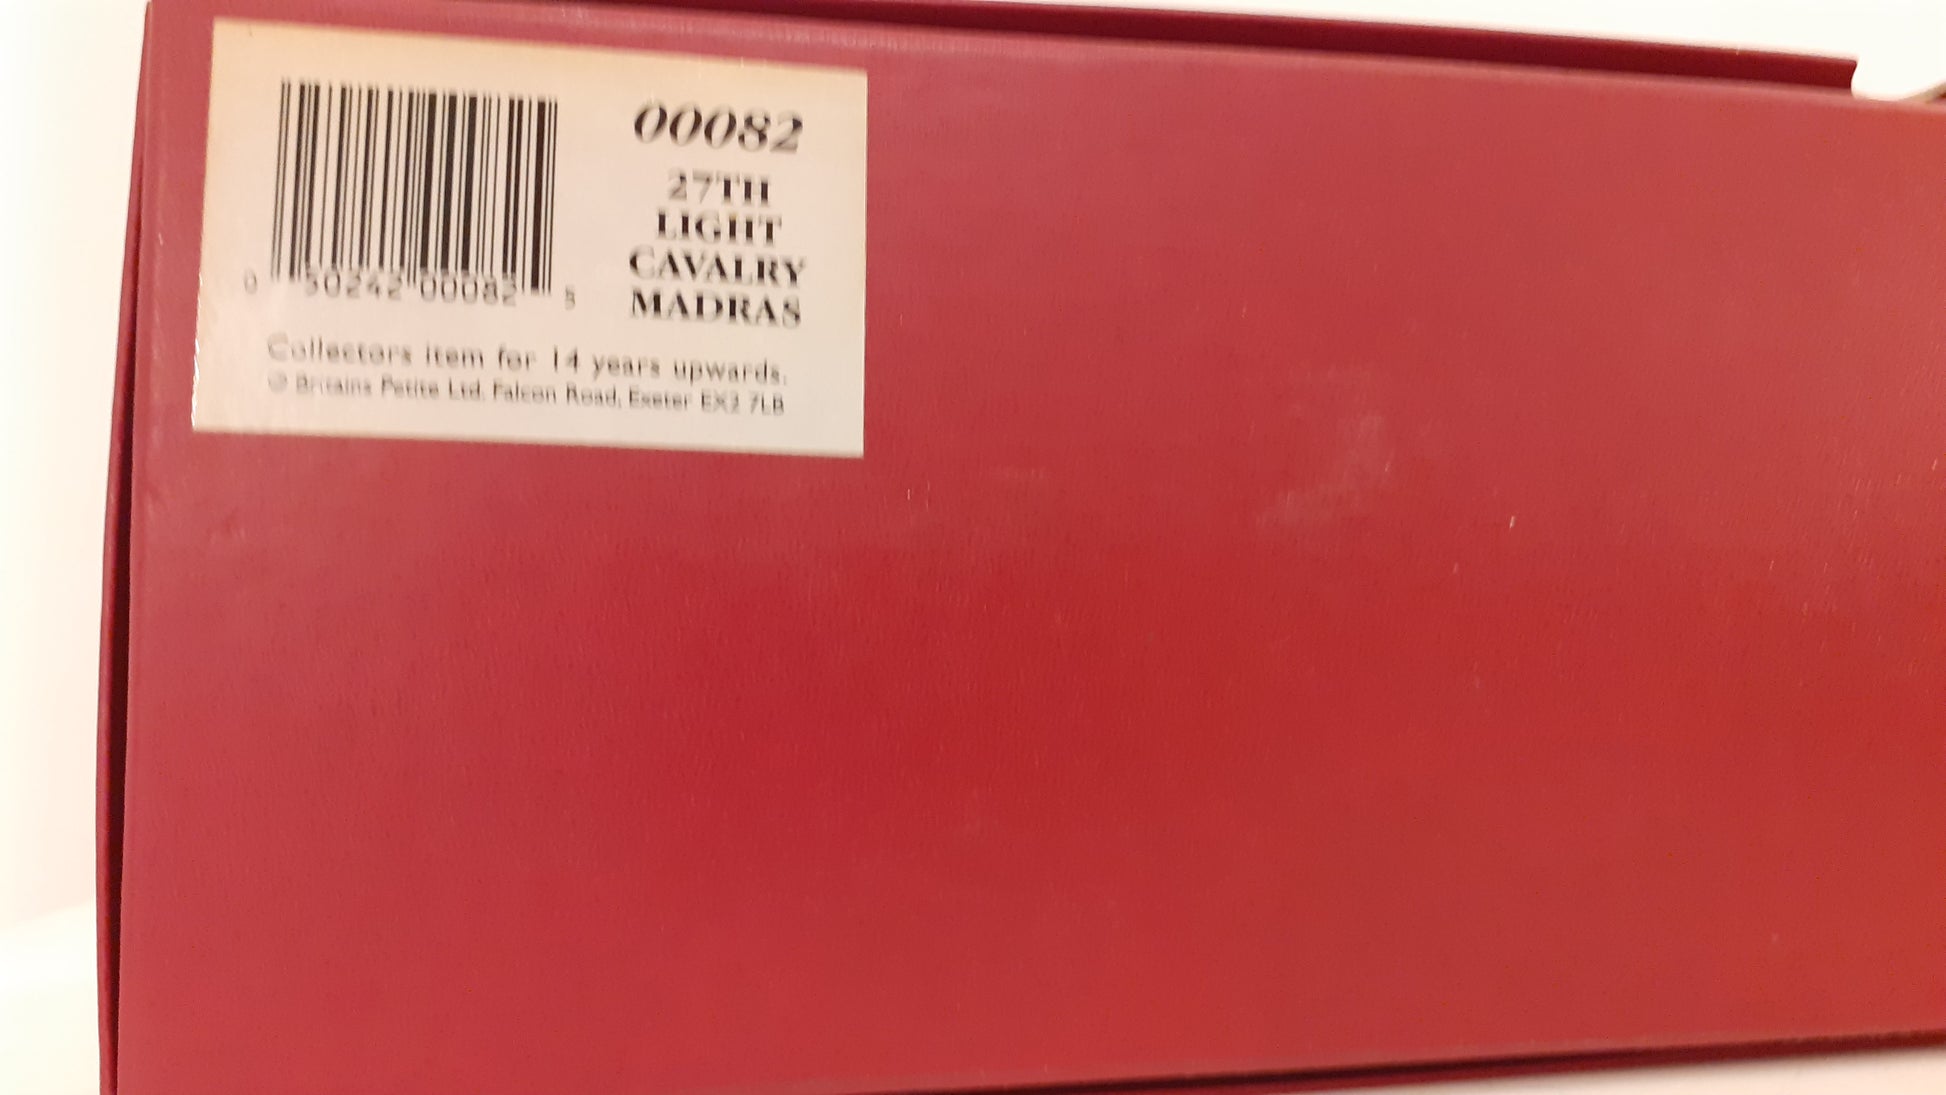 00082
27TH
LIGHT
CAVALRY
MADRAS
0 50242 00082 5
Collectors item for 14 years upwards.
© Britains Petite Ltd. Falcon Road, Exeter EX2 7LB